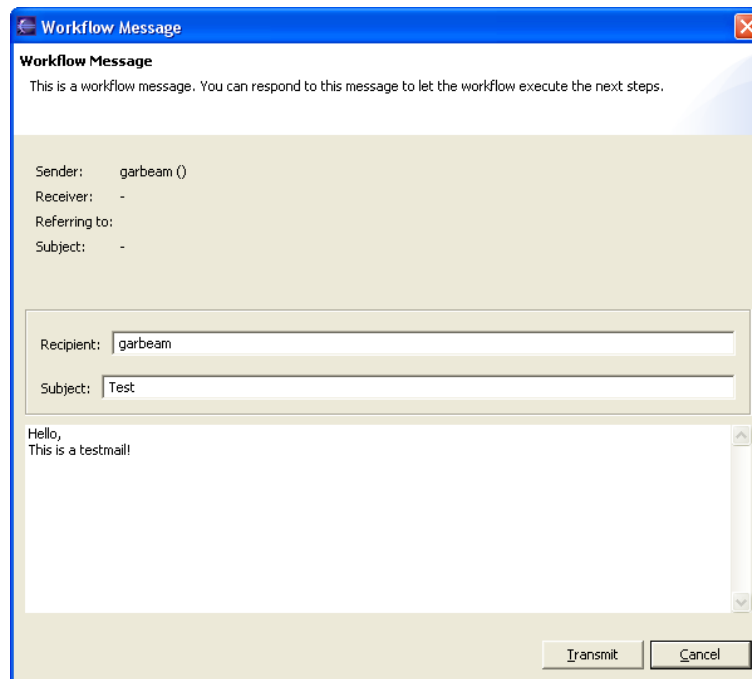 Workflow Message
Workflow Message
This is a workflow message. You can respond to this message to let the workflow execute the next steps.
Sender: garbeam ()
Receiver: -
Referring to:
Subject: -
Recipient: garbeam
Subject: Test
Hello,
This is a testmail!
Transmit Cancel